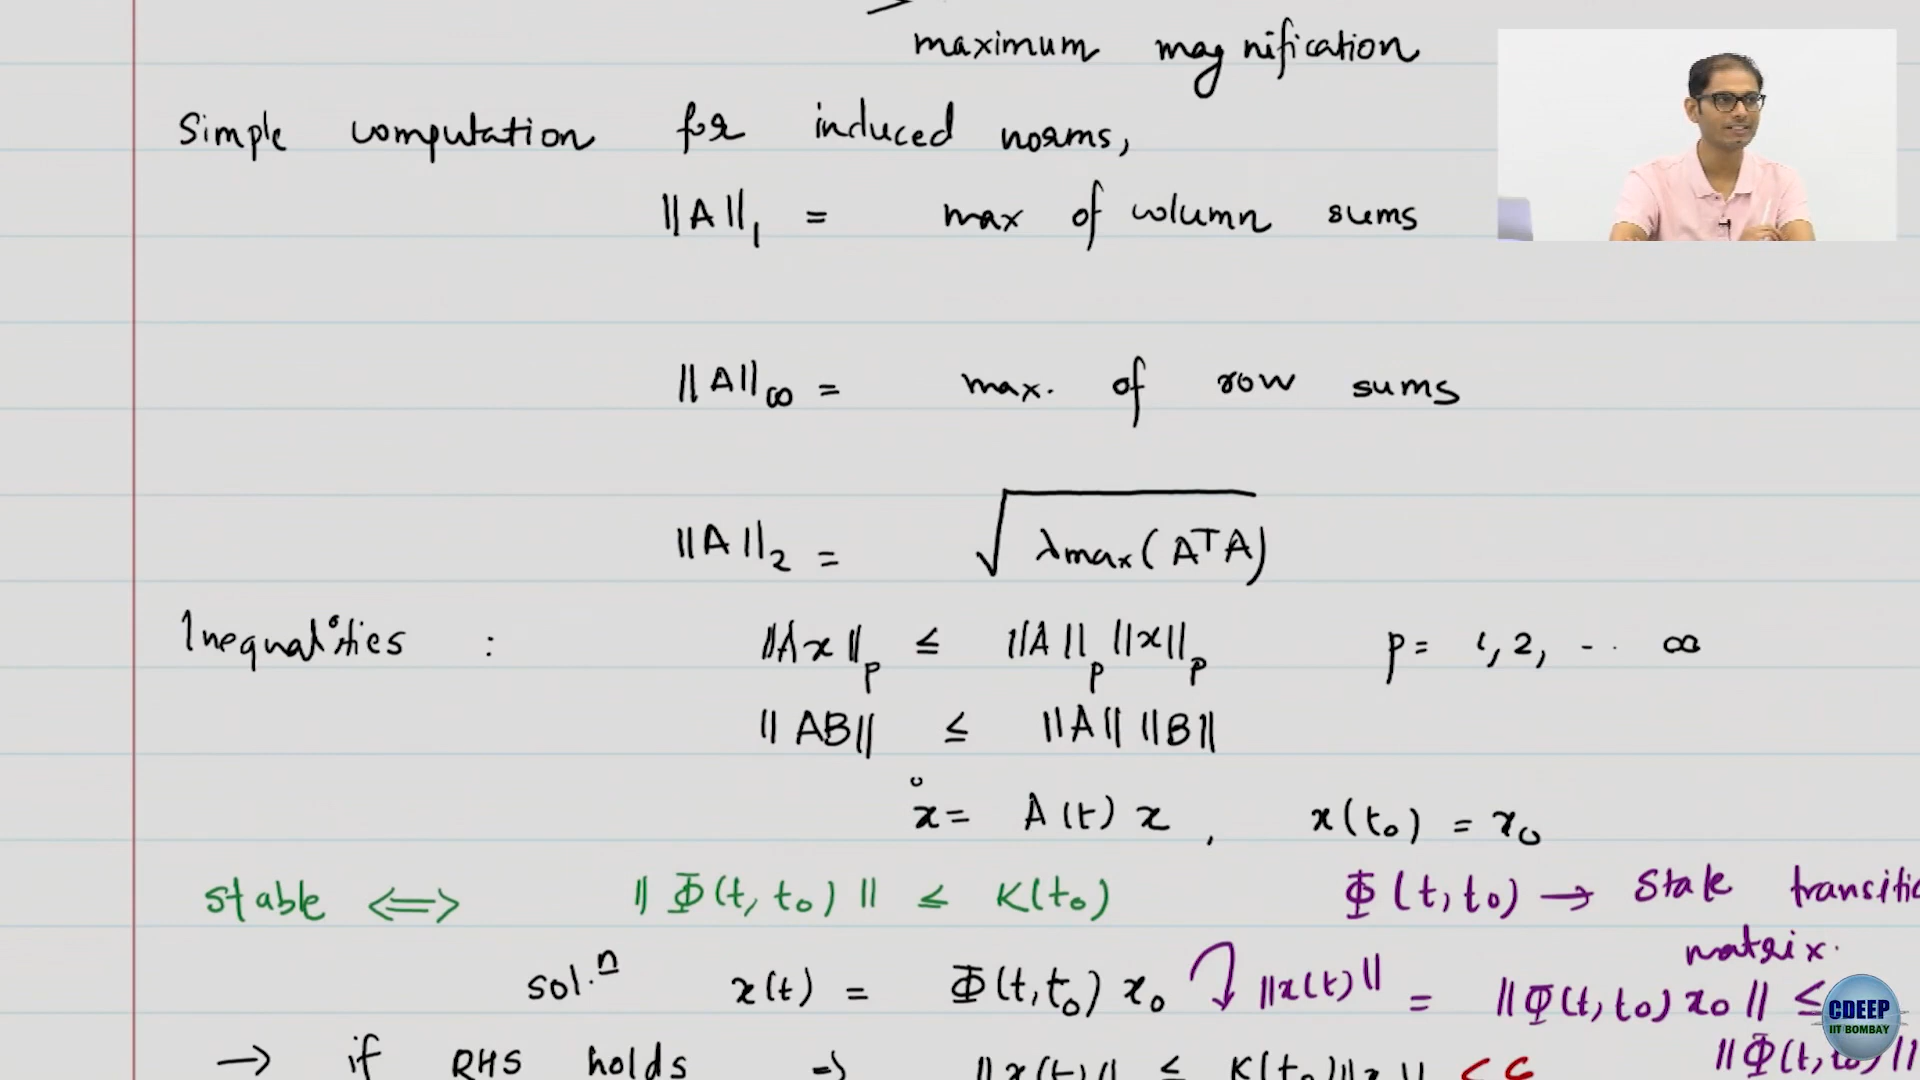 maximum magnification
Simple computation for induced norms,
||A||₁ = max of column sums
||A||∞ = max. of row sums
||A||₂ = √λmax(AᵀA)
Inequalities : ||Ax||ₚ ≤ ||A||ₚ ||x||ₚ p = 1, 2, - ·· ∞
||AB|| ≤ ||A|| ||B||
ẋ = A(t) x , x(t₀) = x₀
stable <=> ||Φ(t, t₀)|| ≤ K(t₀) Φ(t, t₀) → State transitio
matrix.
sol.ⁿ x(t) = Φ(t, t₀) x₀ ||x(t)|| = ||Φ(t, t₀) x₀|| ≤
||Φ(t, t₀)||
→ if RHS holds ⇒ ||x(t)|| ≤ K(t₀)||x || <
CDEEP
IIT BOMBAY